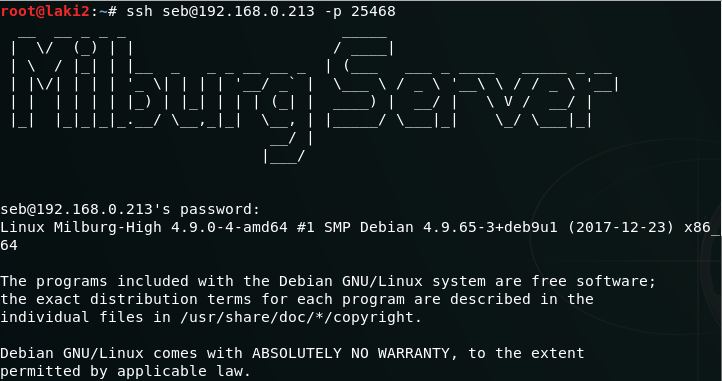 root@laki2:~# ssh seb@192.168.0.213 -p 25468
Milburg Server
seb@192.168.0.213's password:
Linux Milburg-High 4.9.0-4-amd64 #1 SMP Debian 4.9.65-3+deb9u1 (2017-12-23) x86_
64
The programs included with the Debian GNU/Linux system are free software;
the exact distribution terms for each program are described in the
individual files in /usr/share/doc/*/copyright.
Debian GNU/Linux comes with ABSOLUTELY NO WARRANTY, to the extent
permitted by applicable law.